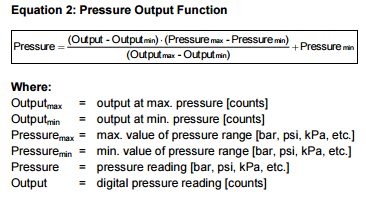 Equation 2: Pressure Output Function
Pressure = (Output - Outputmin) · (Pressuremax - Pressuremin) / (Outputmax - Outputmin) + Pressuremin
Where:
Outputmax = output at max. pressure [counts]
Outputmin = output at min. pressure [counts]
Pressuremax = max. value of pressure range [bar, psi, kPa, etc.]
Pressuremin = min. value of pressure range [bar, psi, kPa, etc.]
Pressure = pressure reading [bar, psi, kPa, etc.]
Output = digital pressure reading [counts]